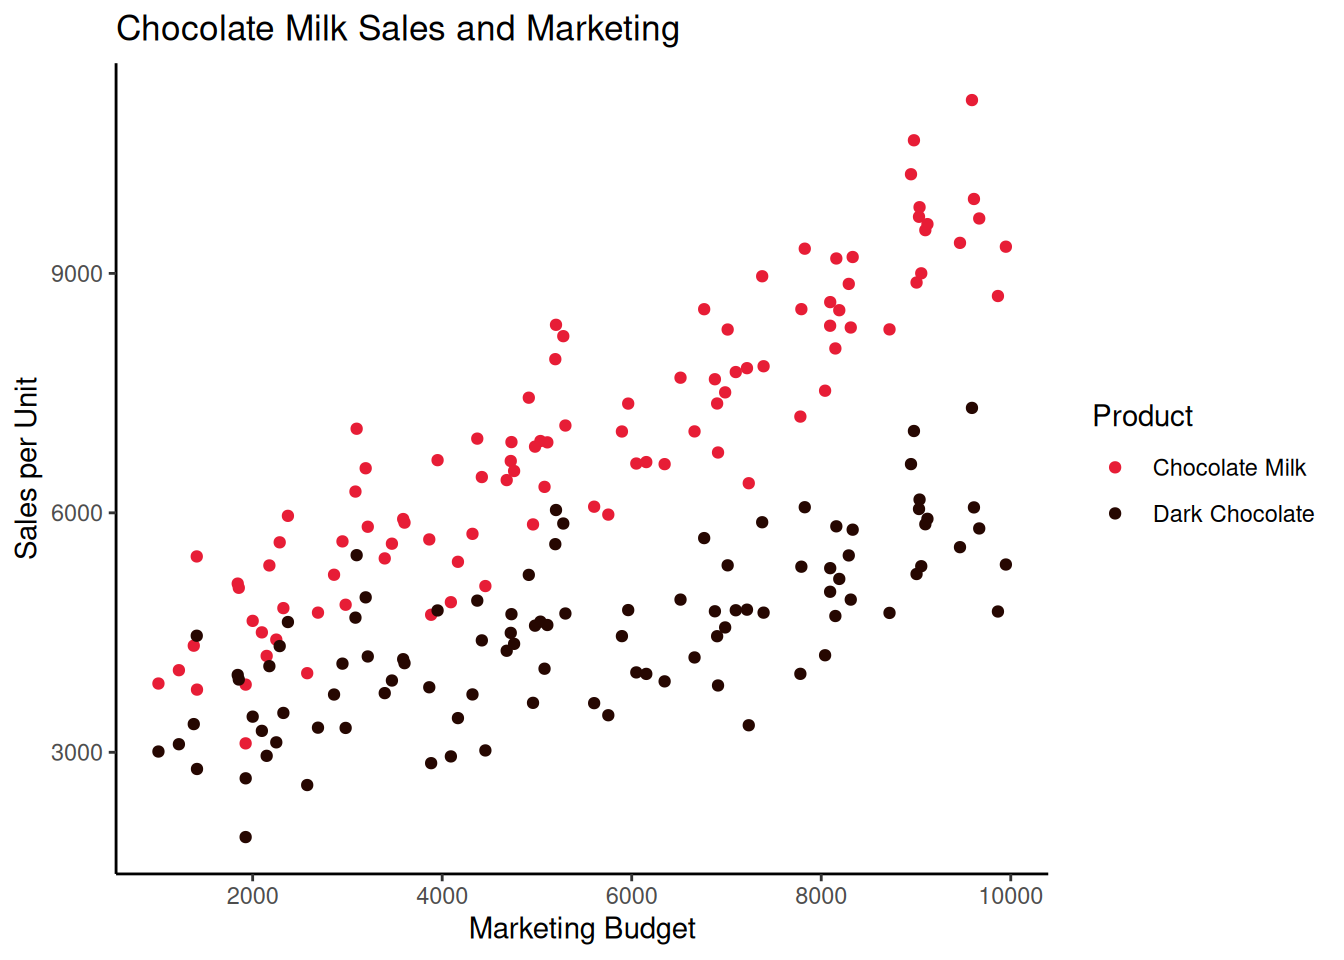 Chocolate Milk Sales and Marketing
Sales per Unit
9000
6000
3000
2000 4000 6000 8000 10000
Marketing Budget
Product
Chocolate Milk
Dark Chocolate